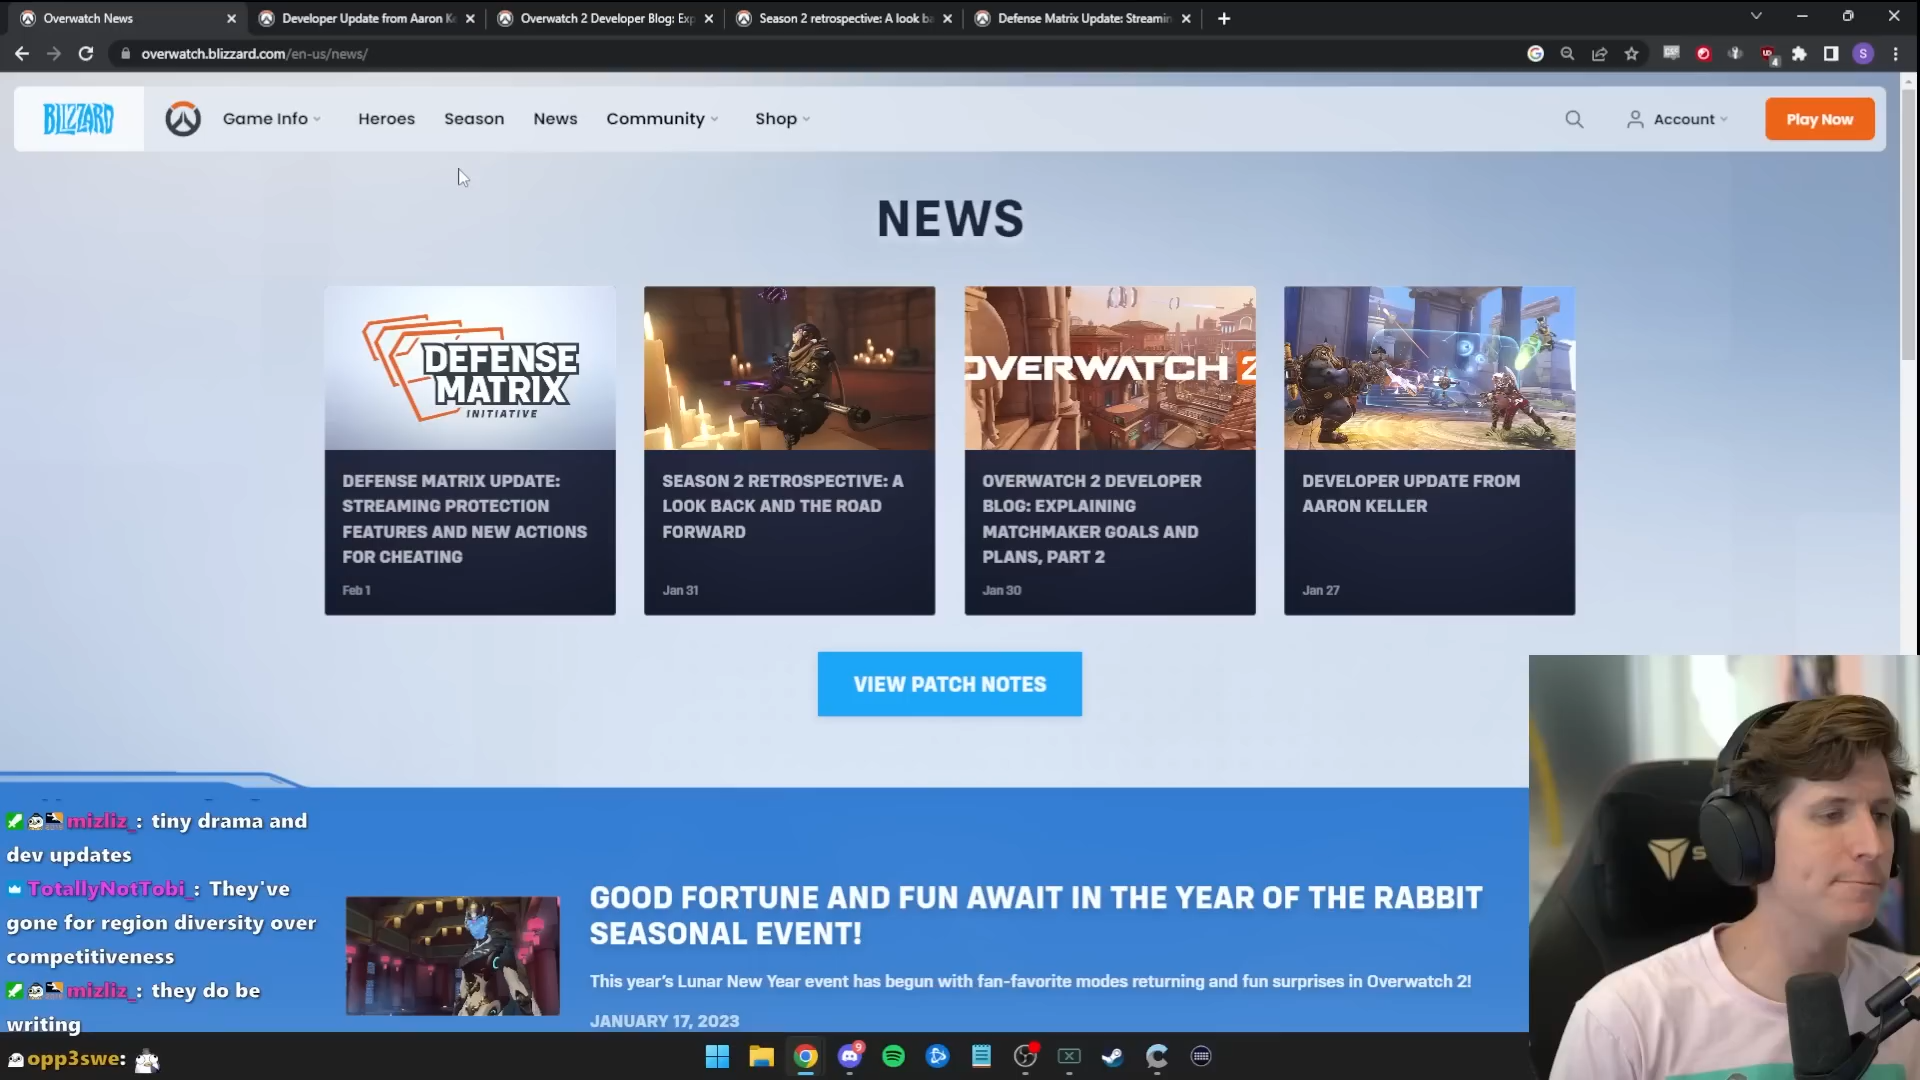 Overwatch News
Developer Update from Aaron Ke
Overwatch 2 Developer Blog: Exp
Season 2 retrospective: A look ba
Defense Matrix Update: Streamin
overwatch.blizzard.com/en-us/news/
4
S
BLIZZARD
Game Info
Heroes
Season
News
Community
Shop
Account
Play Now
NEWS
DEFENSE
MATRIX
INITIATIVE
OVERWATCH 2
DEFENSE MATRIX UPDATE:
STREAMING PROTECTION
FEATURES AND NEW ACTIONS
FOR CHEATING
Feb 1
SEASON 2 RETROSPECTIVE: A
LOOK BACK AND THE ROAD
FORWARD
Jan 31
OVERWATCH 2 DEVELOPER
BLOG: EXPLAINING
MATCHMAKER GOALS AND
PLANS, PART 2
Jan 30
DEVELOPER UPDATE FROM
AARON KELLER
Jan 27
VIEW PATCH NOTES
mizliz_: tiny drama and
dev updates
TotallyNotTobi_: They've
gone for region diversity over
competitiveness
mizliz_: they do be
writing
opp3swe:
GOOD FORTUNE AND FUN AWAIT IN THE YEAR OF THE RABBIT
SEASONAL EVENT!
This year's Lunar New Year event has begun with fan-favorite modes returning and fun surprises in Overwatch 2!
JANUARY 17, 2023
9